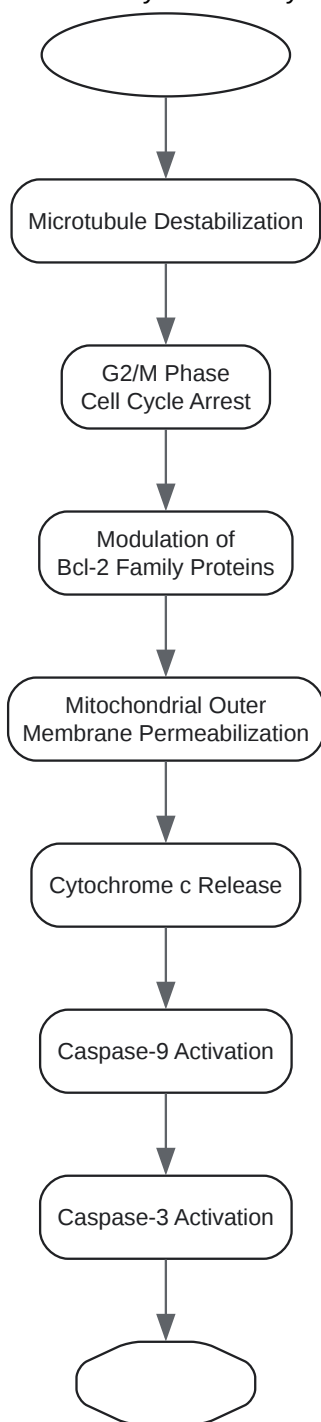 Microtubule Destabilization
G2/M Phase
Cell Cycle Arrest
Modulation of
Bcl-2 Family Proteins
Mitochondrial Outer
Membrane Permeabilization
Cytochrome c Release
Caspase-9 Activation
Caspase-3 Activation